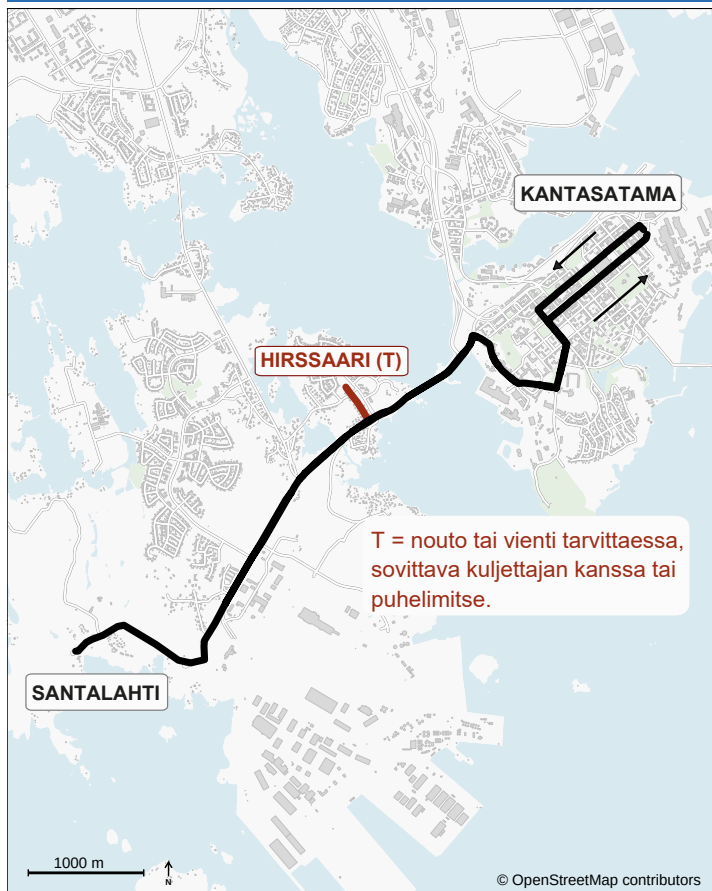 KANTASATAMA
HIRSSAARI (T)
T = nouto tai vienti tarvittaessa,
sovittava kuljettajan kanssa tai
puhelimitse.
SANTALAHTI
1000 m
N
© OpenStreetMap contributors